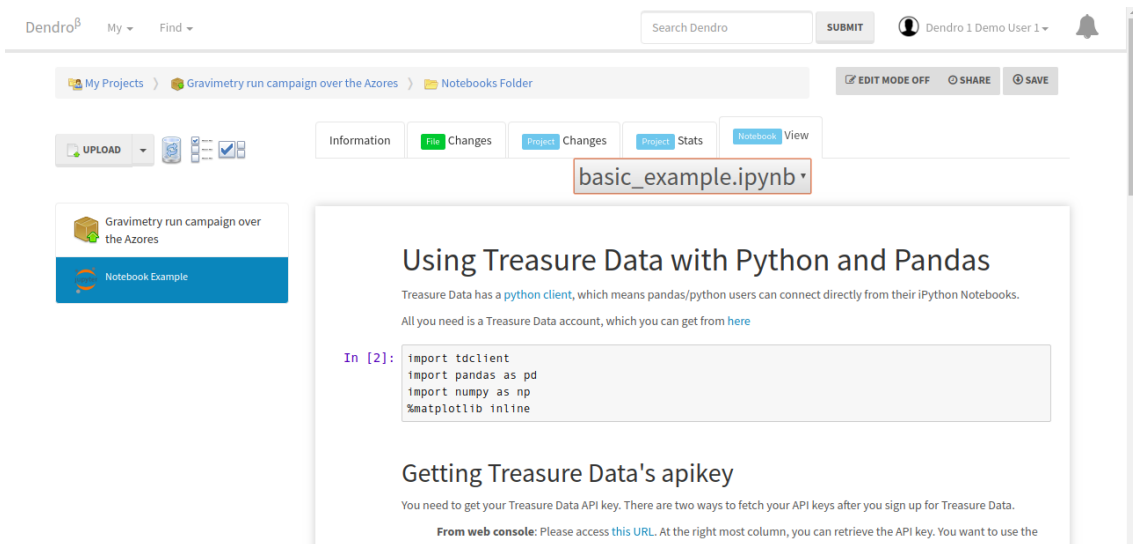 Dendroβ My Find Search Dendro SUBMIT Dendro 1 Demo User 1
My Projects Gravimetry run campaign over the Azores Notebooks Folder EDIT MODE OFF SHARE SAVE
UPLOAD Information File Changes Project Changes Project Stats Notebook View
basic_example.ipynb
Gravimetry run campaign over
the Azores
Notebook Example
Using Treasure Data with Python and Pandas
Treasure Data has a python client, which means pandas/python users can connect directly from their iPython Notebooks.
All you need is a Treasure Data account, which you can get from here
In [2]: import tdclient
import pandas as pd
import numpy as np
%matplotlib inline
Getting Treasure Data's apikey
You need to get your Treasure Data API key. There are two ways to fetch your API keys after you sign up for Treasure Data.
From web console: Please access this URL. At the right most column, you can retrieve the API key. You want to use the